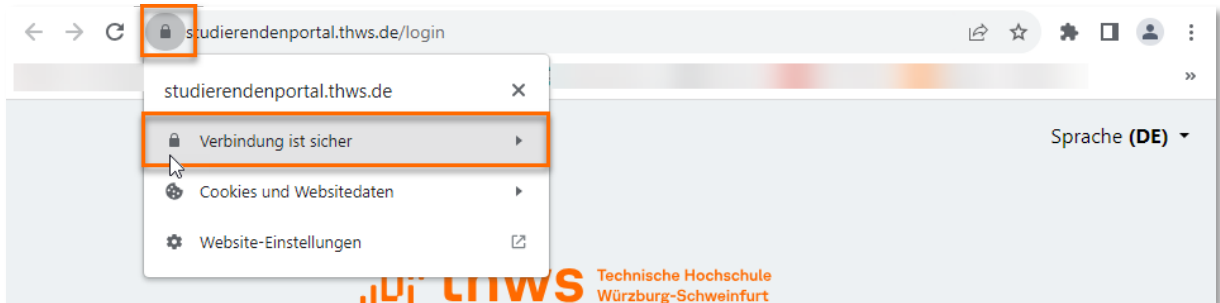 studierendenportal.thws.de/login
»
studierendenportal.thws.de
Verbindung ist sicher
Sprache (DE)
Cookies und Websitedaten
Website-Einstellungen
thws Technische Hochschule
Würzburg-Schweinfurt